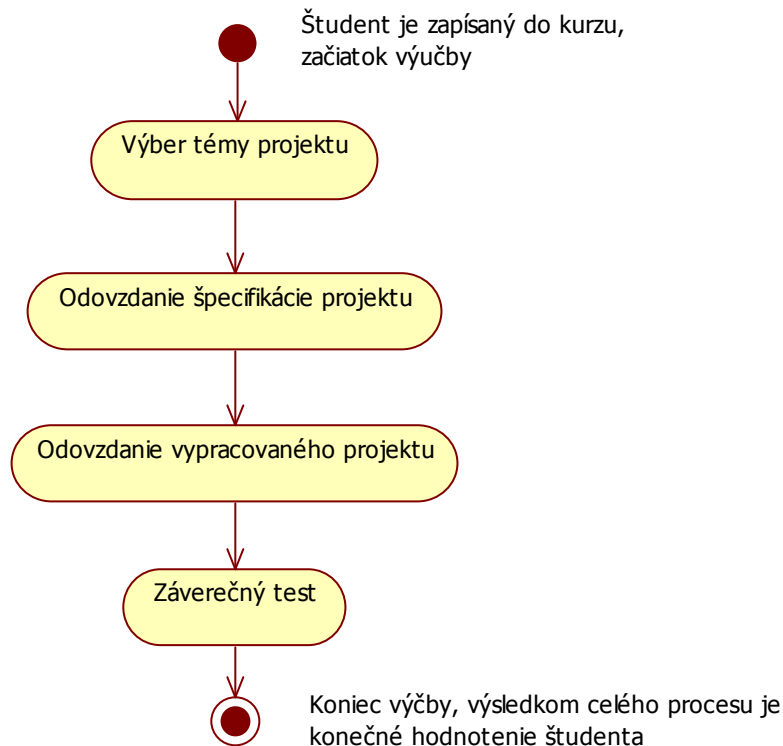 Študent je zapísaný do kurzu,
začiatok výučby
Výber témy projektu
Odovzdanie špecifikácie projektu
Odovzdanie vypracovaného projektu
Záverečný test
Koniec výčby, výsledkom celého procesu je
konečné hodnotenie študenta